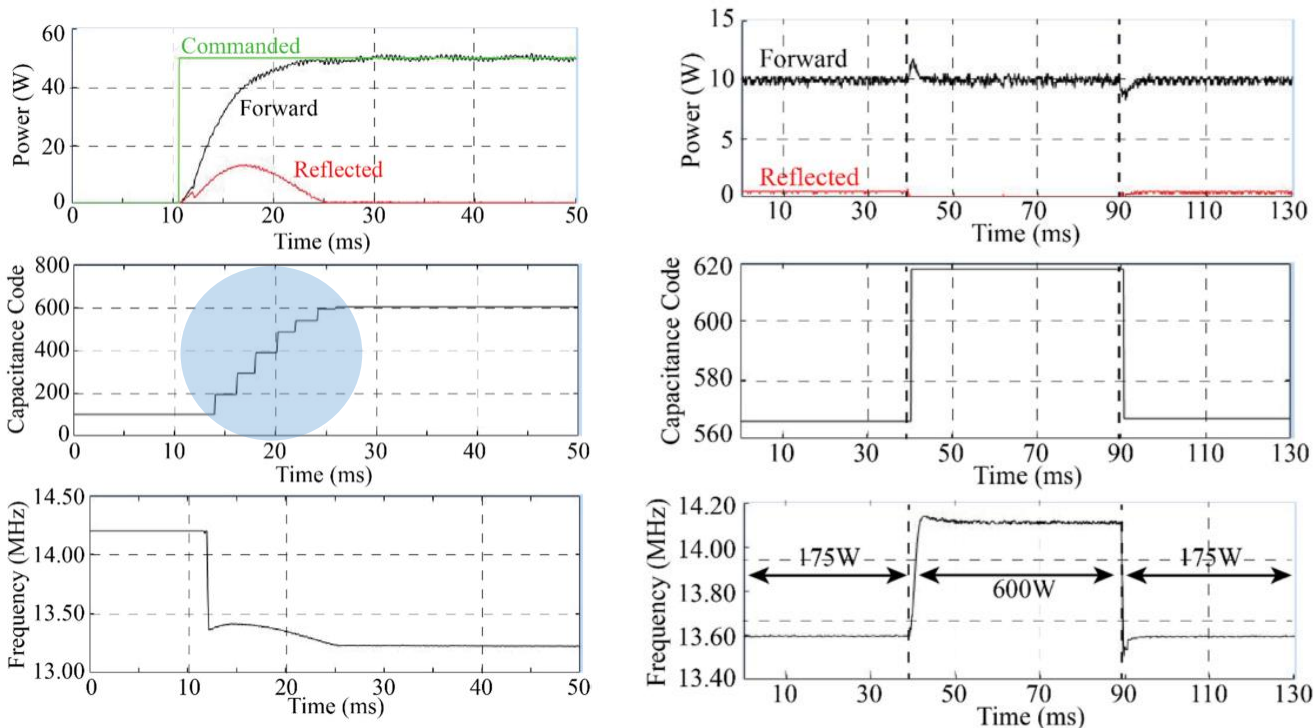 60
40
20
0
Power (W)
Commanded
Forward
Reflected
0 10 20 30 40 50
Time (ms)
800
600
400
200
0
Capacitance Code
0 10 20 30 40 50
Time (ms)
14.50
14.00
13.50
13.00
Frequency (MHz)
0 10 20 30 40 50
Time (ms)
15
10
5
0
Power (W)
Forward
Reflected
10 30 50 70 90 110 130
Time (ms)
620
600
580
560
Capacitance Code
10 30 50 70 90 110 130
Time (ms)
14.20
14.00
13.80
13.60
13.40
Frequency (MHz)
175W 175W
600W
10 30 50 70 90 110 130
Time (ms)